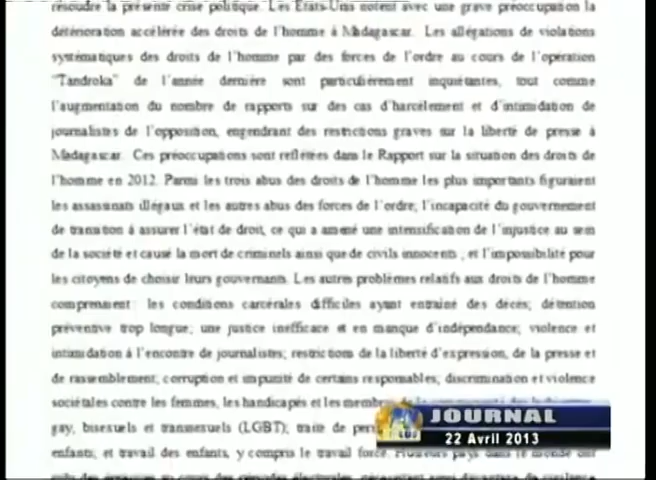 résoudre la présente crise politique. Les États-Unis notent avec une grave préoccupation la
détérioration accélérée des droits de l'homme à Madagascar. Les allégations de violations
systématiques des droits de l'homme par des forces de l'ordre au cours de l'opération
"Tandroka" de l'année dernière sont particulièrement inquiétantes, tout comme
l'augmentation du nombre de rapports sur des cas d'harcèlement et d'intimidation de
journalistes de l'opposition, engendrant des restrictions graves sur la liberté de presse à
Madagascar. Ces préoccupations sont reflétées dans le Rapport sur la situation des droits de
l'homme en 2012. Parmi les trois abus des droits de l'homme les plus importants figuraient
les assassinats illégaux et les autres abus des forces de l'ordre; l'incapacité du gouvernement
de transition à assurer l'état de droit, ce qui a amené une intensification de l'injustice au sein
de la société et causé la mort de criminels ainsi que de civils innocents ; et l'impossibilité pour
les citoyens de choisir leurs gouvernants. Les autres problèmes relatifs aux droits de l'homme
comprennent : les conditions carcérales difficiles ayant entraîné des décès; détention
préventive trop longue; une justice inefficace et en manque d'indépendance; violence et
intimidation à l'encontre de journalistes; restrictions de la liberté d'expression, de la presse et
de rassemblement; corruption et impunité de certains responsables; discrimination et violence
sociétales contre les femmes, les handicapés et les membres
gay, bisexuels et transsexuels (LGBT); traite de
enfants; et travail des enfants, y compris le travail forcé. Plusieurs pays dans le monde ont
JOURNAL
22 Avril 2013